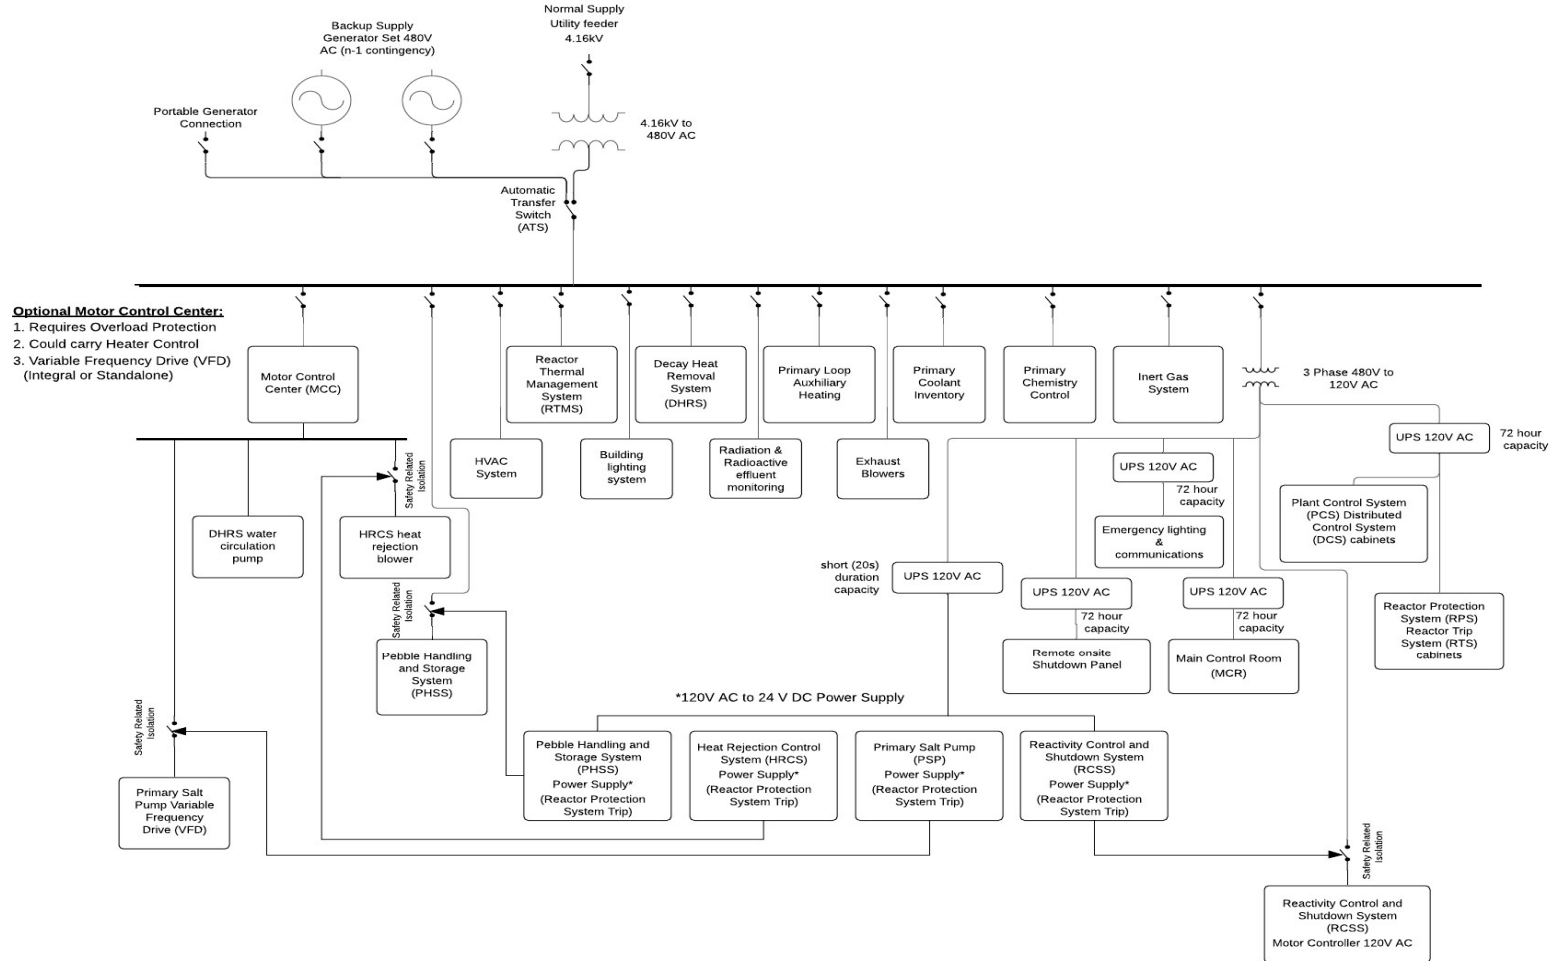 Normal Supply
Utility feeder
4.16kV
Backup Supply
Generator Set 480V
AC (n-1 contingency)
Portable Generator
Connection
4.16kV to
480V AC
Automatic
Transfer
Switch
(ATS)
Optional Motor Control Center:
1. Requires Overload Protection
2. Could carry Heater Control
3. Variable Frequency Drive (VFD)
(Integral or Standalone)
Motor Control
Center (MCC)
Reactor
Thermal
Management
System
(RTMS)
Decay Heat
Removal
System
(DHRS)
Primary Loop
Auxhiliary
Heating
Primary
Coolant
Inventory
Primary
Chemistry
Control
Inert Gas
System
3 Phase 480V to
120V AC
HVAC
System
Building
lighting
system
Radiation &
Radioactive
effluent
monitoring
Exhaust
Blowers
UPS 120V AC
72 hour
capacity
UPS 120V AC
72 hour
capacity
Safety Related
Isolation
DHRS water
circulation
pump
HRCS heat
rejection
blower
Emergency lighting
&
communications
Plant Control System
(PCS) Distributed
Control System
(DCS) cabinets
short (20s)
duration
capacity
UPS 120V AC
UPS 120V AC
72 hour
capacity
UPS 120V AC
72 hour
capacity
Reactor Protection
System (RPS)
Reactor Trip
System (RTS)
cabinets
Safety Related
Isolation
Pebble Handling
and Storage
System
(PHSS)
Remote onsite
Shutdown Panel
Main Control Room
(MCR)
*120V AC to 24 V DC Power Supply
Safety Related
Isolation
Primary Salt
Pump Variable
Frequency
Drive (VFD)
Pebble Handling and
Storage System
(PHSS)
Power Supply*
(Reactor Protection
System Trip)
Heat Rejection Control
System (HRCS)
Power Supply*
(Reactor Protection
System Trip)
Primary Salt Pump
(PSP)
Power Supply*
(Reactor Protection
System Trip)
Reactivity Control and
Shutdown System
(RCSS)
Power Supply*
(Reactor Protection
System Trip)
Safety Related
Isolation
Reactivity Control and
Shutdown System
(RCSS)
Motor Controller 120V AC